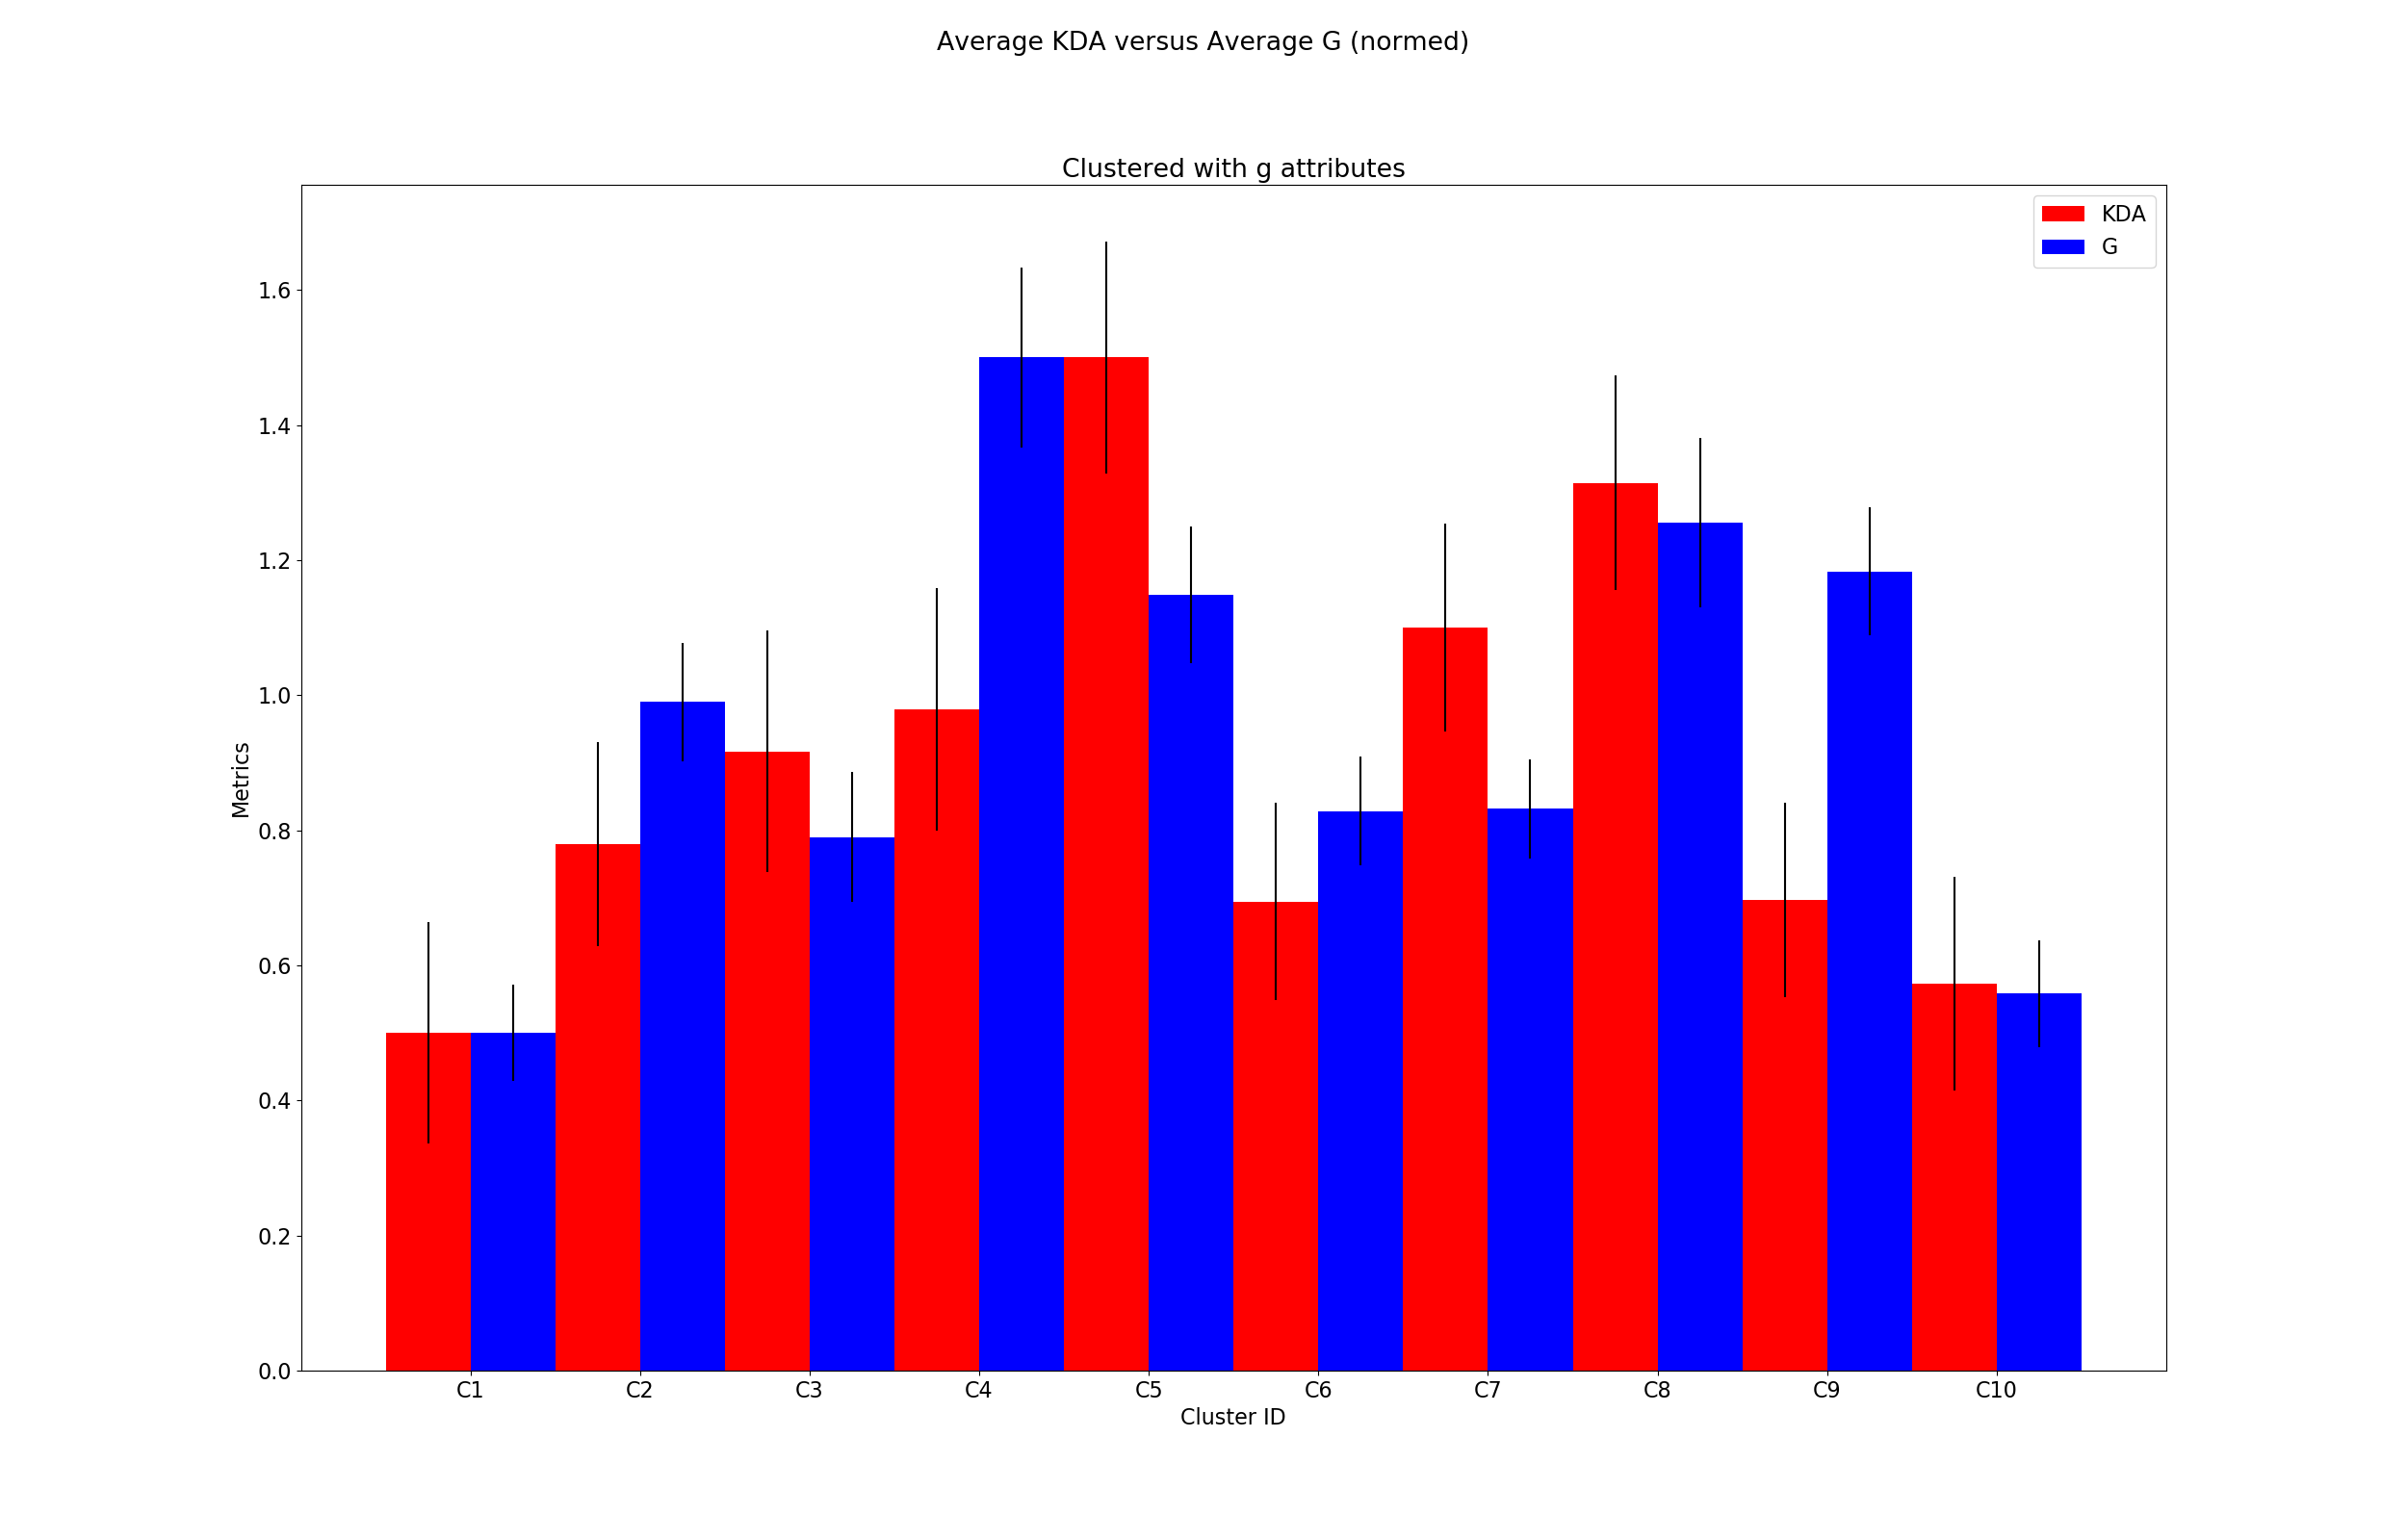 Average KDA versus Average G (normed)
Clustered with g attributes
KDA
G
1.6
1.4
1.2
1.0
0.8
0.6
0.4
0.2
0.0
Metrics
C1 C2 C3 C4 C5 C6 C7 C8 C9 C10
Cluster ID